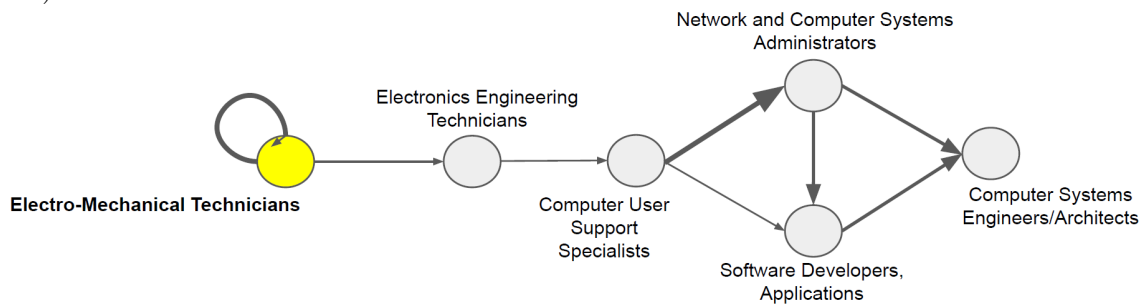 Network and Computer Systems
Administrators
Electronics Engineering
Technicians
Electro-Mechanical Technicians
Computer User
Support
Specialists
Computer Systems
Engineers/Architects
Software Developers,
Applications